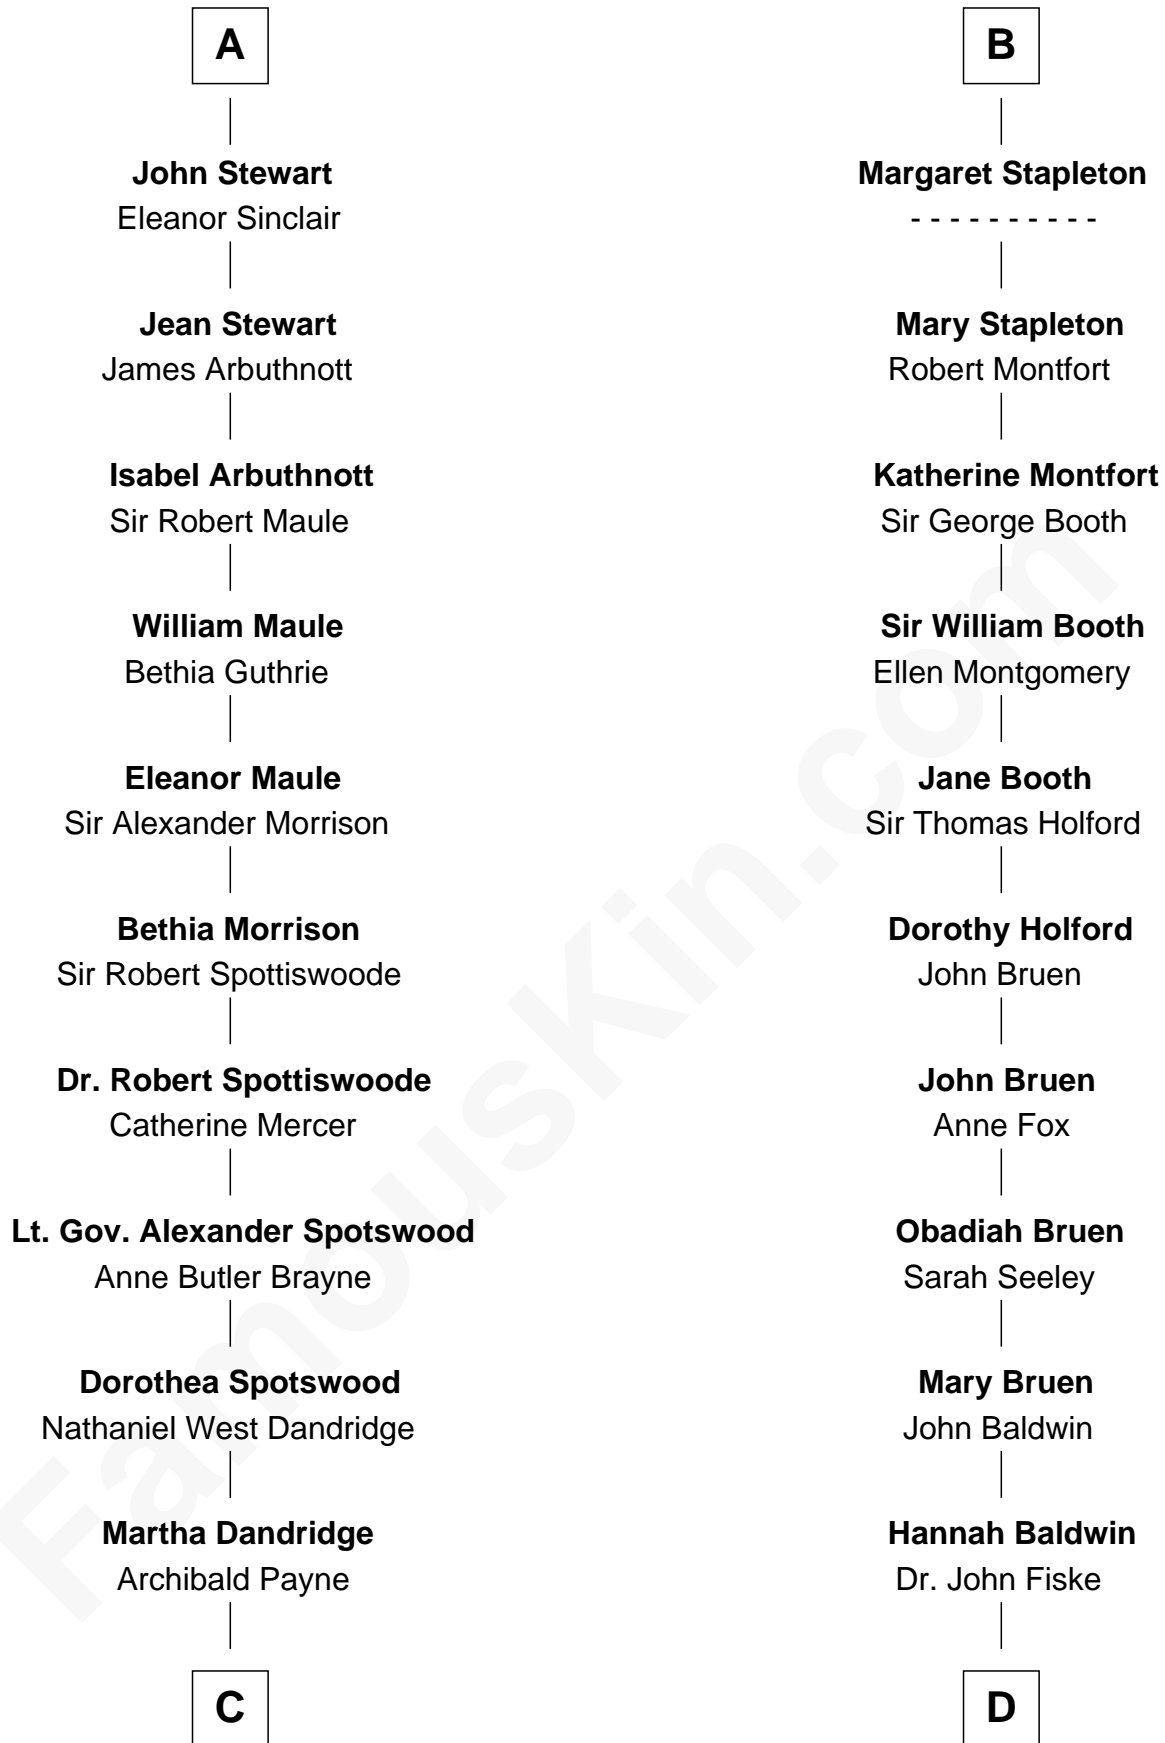 A
John Stewart
Eleanor Sinclair
Jean Stewart
James Arbuthnott
Isabel Arbuthnott
Sir Robert Maule
William Maule
Bethia Guthrie
Eleanor Maule
Sir Alexander Morrison
Bethia Morrison
Sir Robert Spottiswoode
Dr. Robert Spottiswoode
Catherine Mercer
Lt. Gov. Alexander Spotswood
Anne Butler Brayne
Dorothea Spotswood
Nathaniel West Dandridge
Martha Dandridge
Archibald Payne
C
B
Margaret Stapleton
- - - - - - - - - -
Mary Stapleton
Robert Montfort
Katherine Montfort
Sir George Booth
Sir William Booth
Ellen Montgomery
Jane Booth
Sir Thomas Holford
Dorothy Holford
John Bruen
John Bruen
Anne Fox
Obadiah Bruen
Sarah Seeley
Mary Bruen
John Baldwin
Hannah Baldwin
Dr. John Fiske
D
FamousKin.com